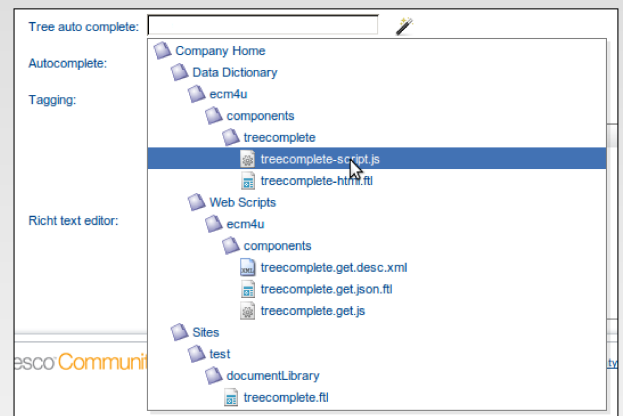 Tree auto complete:
Company Home
Autocomplete:
Data Dictionary
ecm4u
Tagging:
components
treecomplete
treecomplete-script.js
treecomplete-html.ftl
Web Scripts
Richt text editor:
ecm4u
components
XML
treecomplete.get.desc.xml
treecomplete.get.json.ftl
treecomplete.get.js
Sites
test
esco Communit
ty
documentLibrary
treecomplete.ftl